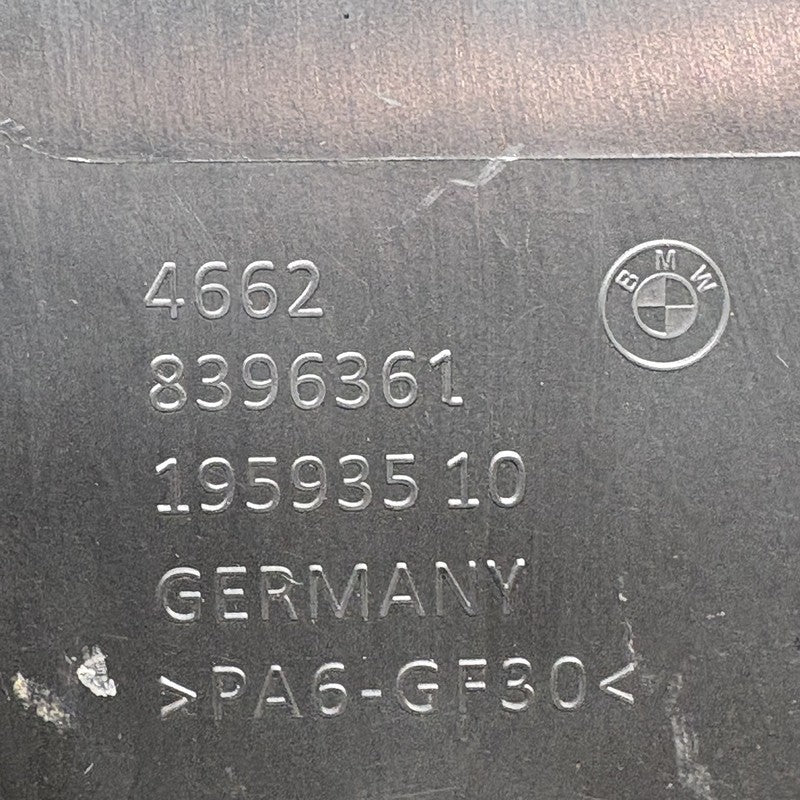 4662
BMW
8396361
195935 10
GERMANY
>PA6-GF30<